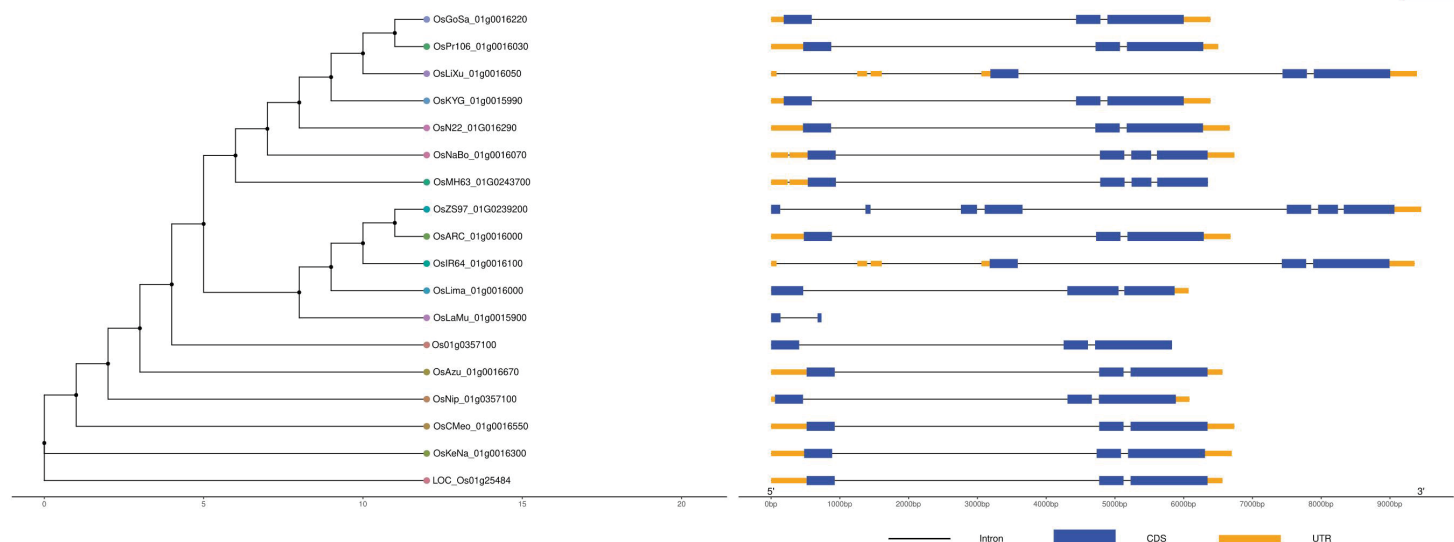 OsGoSa_01g0016220
OsPr106_01g0016030
OsLiXu_01g0016050
OsKYG_01g0015990
OsN22_01G016290
OsNaBo_01g0016070
OsMH63_01G0243700
OsZS97_01G0239200
OsARC_01g0016000
OsIR64_01g0016100
OsLima_01g0016000
OsLaMu_01g0015900
Os01g0357100
OsAzu_01g0016670
OsNip_01g0357100
OsCMeo_01g0016550
OsKeNa_01g0016300
LOC_Os01g25484
5' 3'
0 5 10 15 20
0bp 1000bp 2000bp 3000bp 4000bp 5000bp 6000bp 7000bp 8000bp 9000bp
Intron CDS UTR